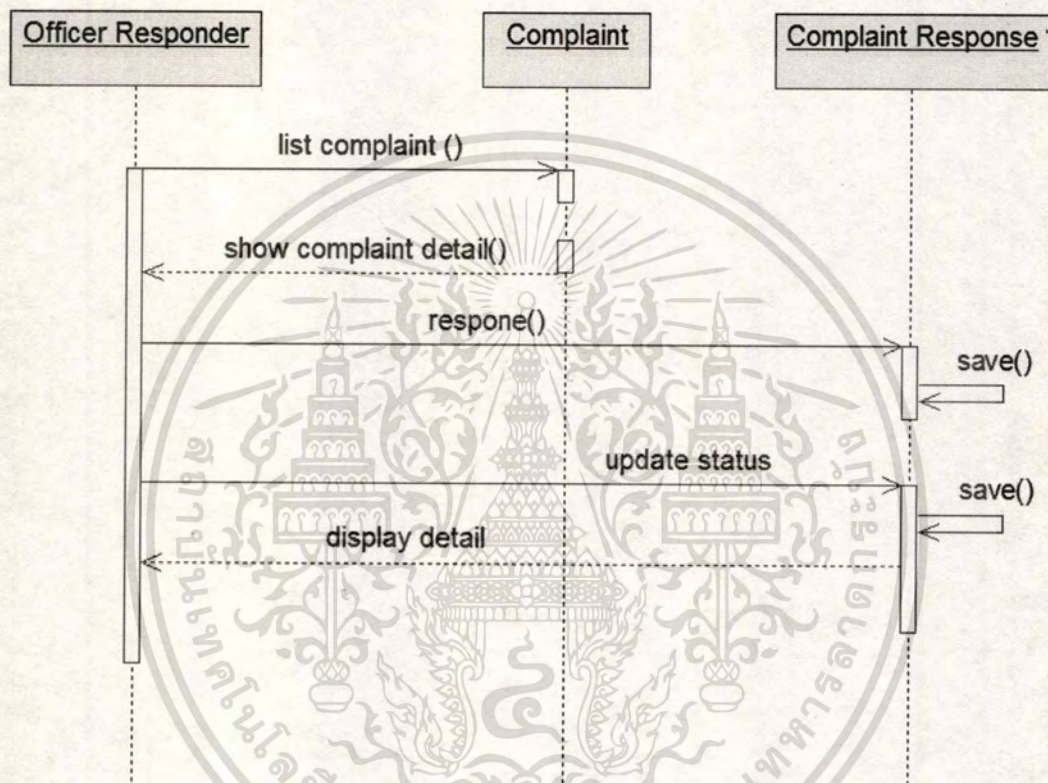 Officer Responder
Complaint
Complaint Response
list complaint ()
show complaint detail()
respone()
save()
update status
save()
display detail